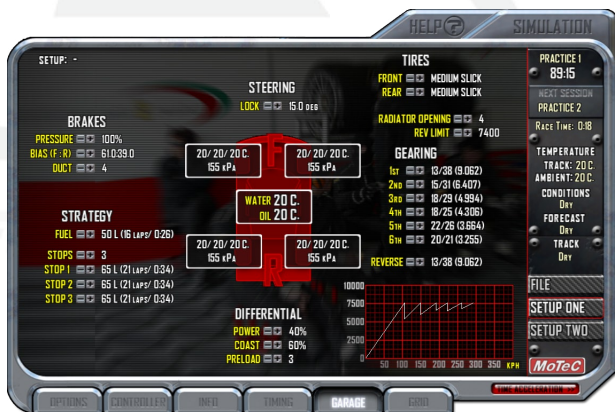 HELP ?
SIMULATION
SETUP: -
TIRES
FRONT MEDIUM SLICK
REAR MEDIUM SLICK
PRACTICE 1
89:15
NEXT SESSION
PRACTICE 2
STEERING
LOCK 15.0 DEG
RADIATOR OPENING 4
REV LIMIT 7400
RACE TIME: 0:18
BRAKES
PRESSURE 100%
BIAS (F:R) 61.0:39.0
DUCT 4
20/20/20 C.
155 KPA
20/20/20 C.
155 KPA
F
GEARING
1ST 13/38 (9.062)
2ND 15/31 (6.407)
3RD 18/29 (4.994)
4TH 18/25 (4.306)
5TH 22/26 (3.664)
6TH 20/21 (3.255)
REVERSE 13/38 (9.062)
TEMPERATURE
TRACK: 20 C.
AMBIENT: 20 C.
CONDITIONS
DRY
FORECAST
DRY
TRACK
DRY
WATER 20 C.
OIL 20 C.
STRATEGY
FUEL 50 L (16 LAPS/ 0:26)
STOPS 3
STOP 1 65 L (21 LAPS/ 0:34)
STOP 2 65 L (21 LAPS/ 0:34)
STOP 3 65 L (21 LAPS/ 0:34)
20/20/20 C.
155 KPA
20/20/20 C.
155 KPA
R
DIFFERENTIAL
POWER 40%
COAST 60%
PRELOAD 3
10000
7500
5000
2500
0
50 100 150 200 250 300 350 KPH
FILE
SETUP ONE
SETUP TWO
MoTeC
TIME ACCELERATION
OPTIONS
CONTROLLER
INFO
TIMING
GARAGE
GRID